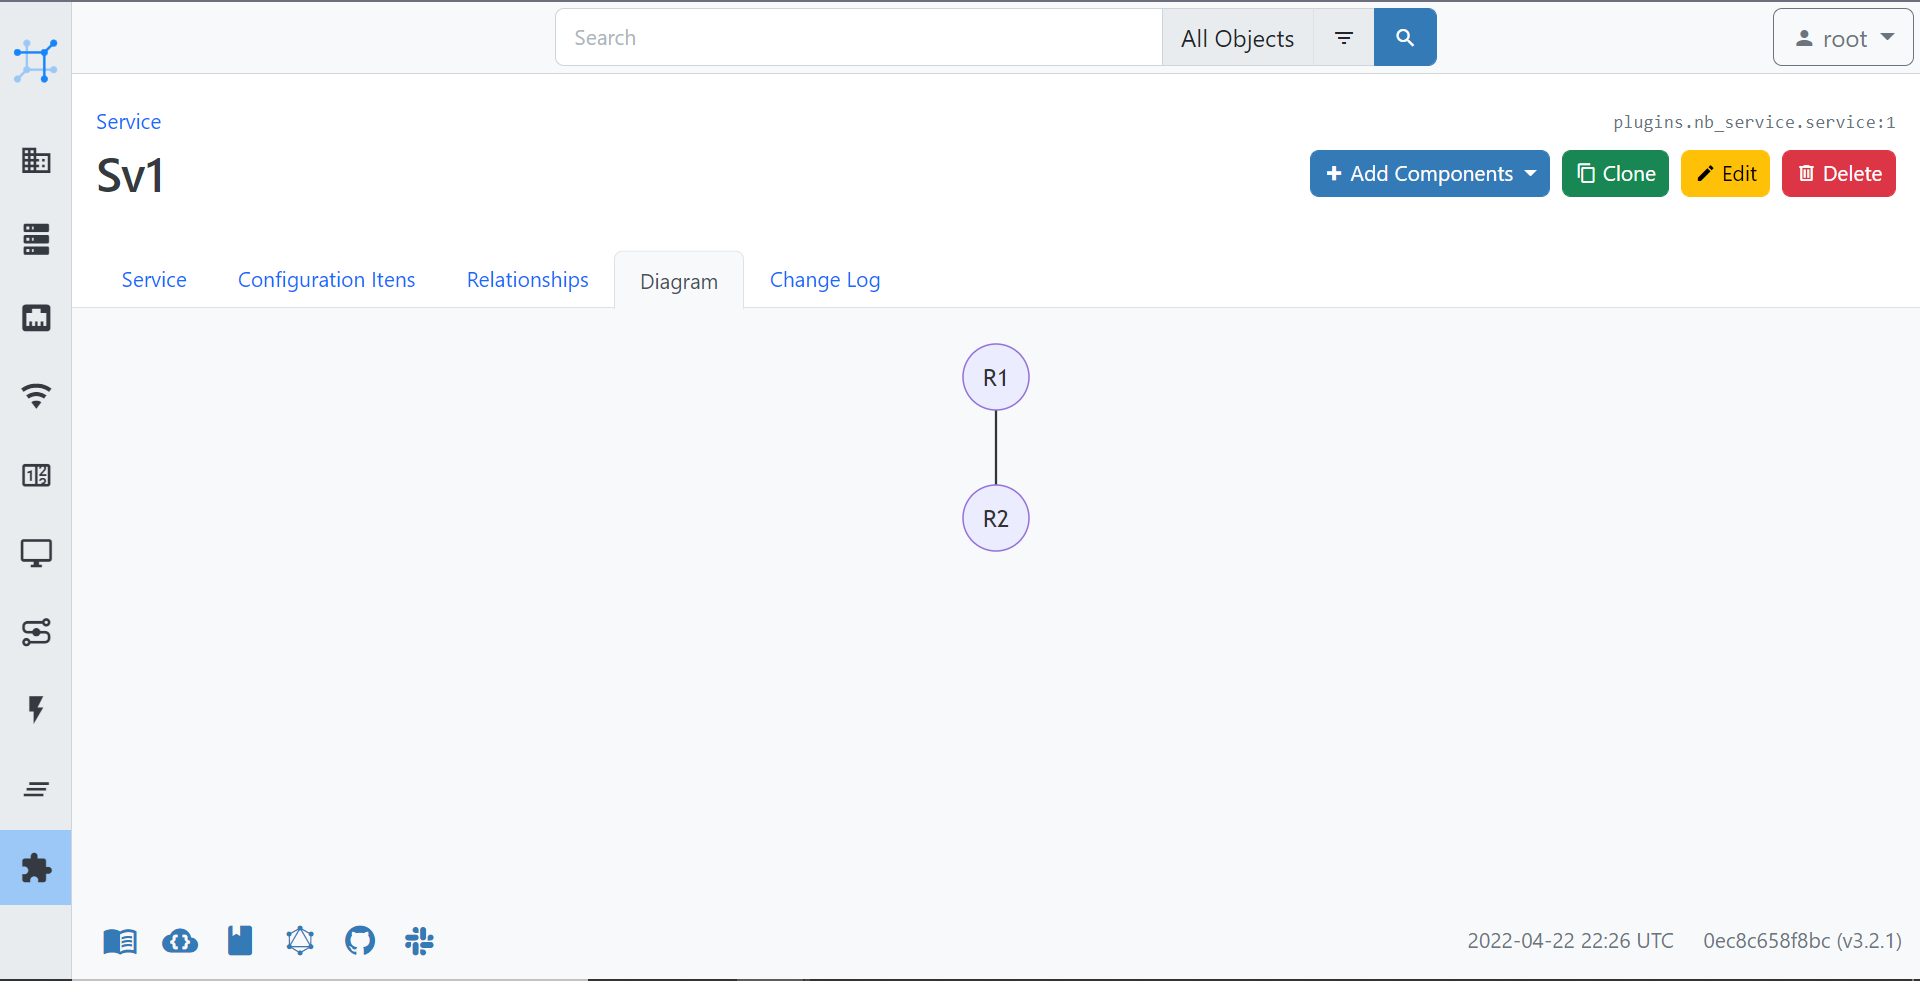 Search
All Objects
root
Service
plugins.nb_service.service:1
Sv1
Add Components
Clone
Edit
Delete
Service
Configuration Itens
Relationships
Diagram
Change Log
R1
R2
2022-04-22 22:26 UTC
0ec8c658f8bc (v3.2.1)